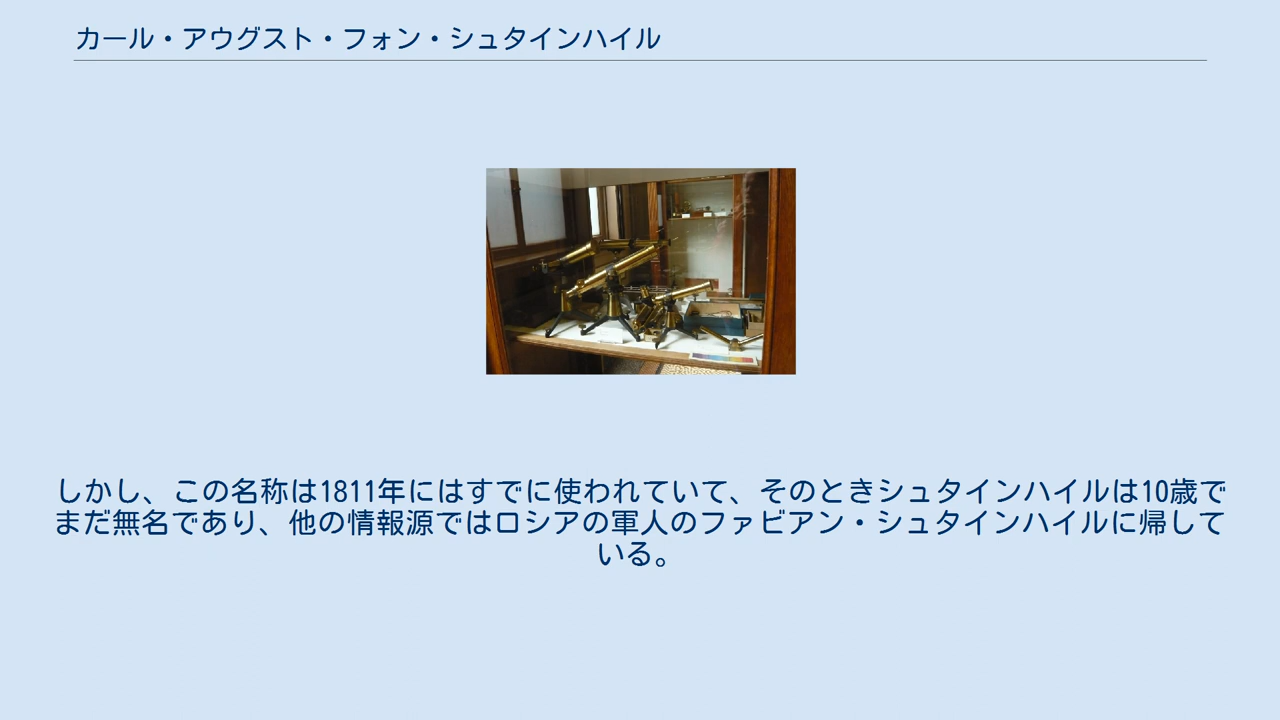 カール・アウグスト・フォン・シュタインハイル
しかし、この名称は1811年にはすでに使われていて、そのときシュタインハイルは10歳で
まだ無名であり、他の情報源ではロシアの軍人のファビアン・シュタインハイルに帰して
いる。